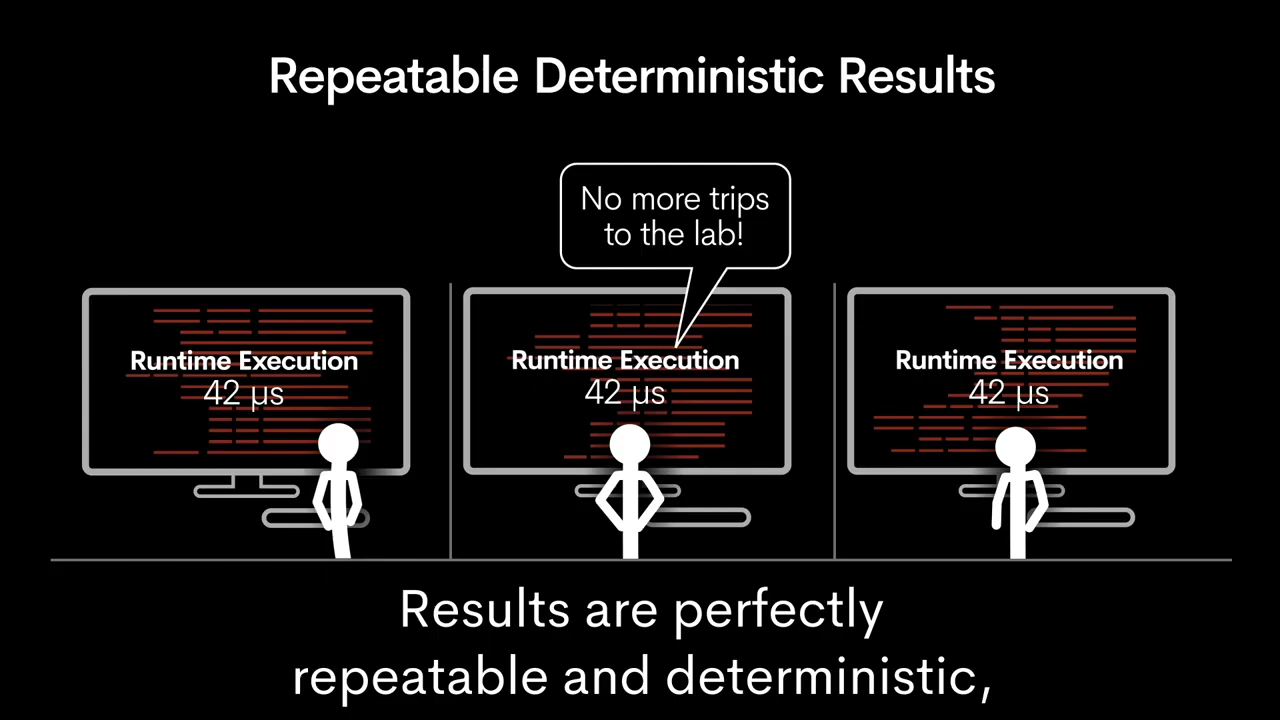 Repeatable Deterministic Results
No more trips
to the lab!
Runtime Execution
42 µs
Runtime Execution
42 µs
Runtime Execution
42 µs
Results are perfectly
repeatable and deterministic,